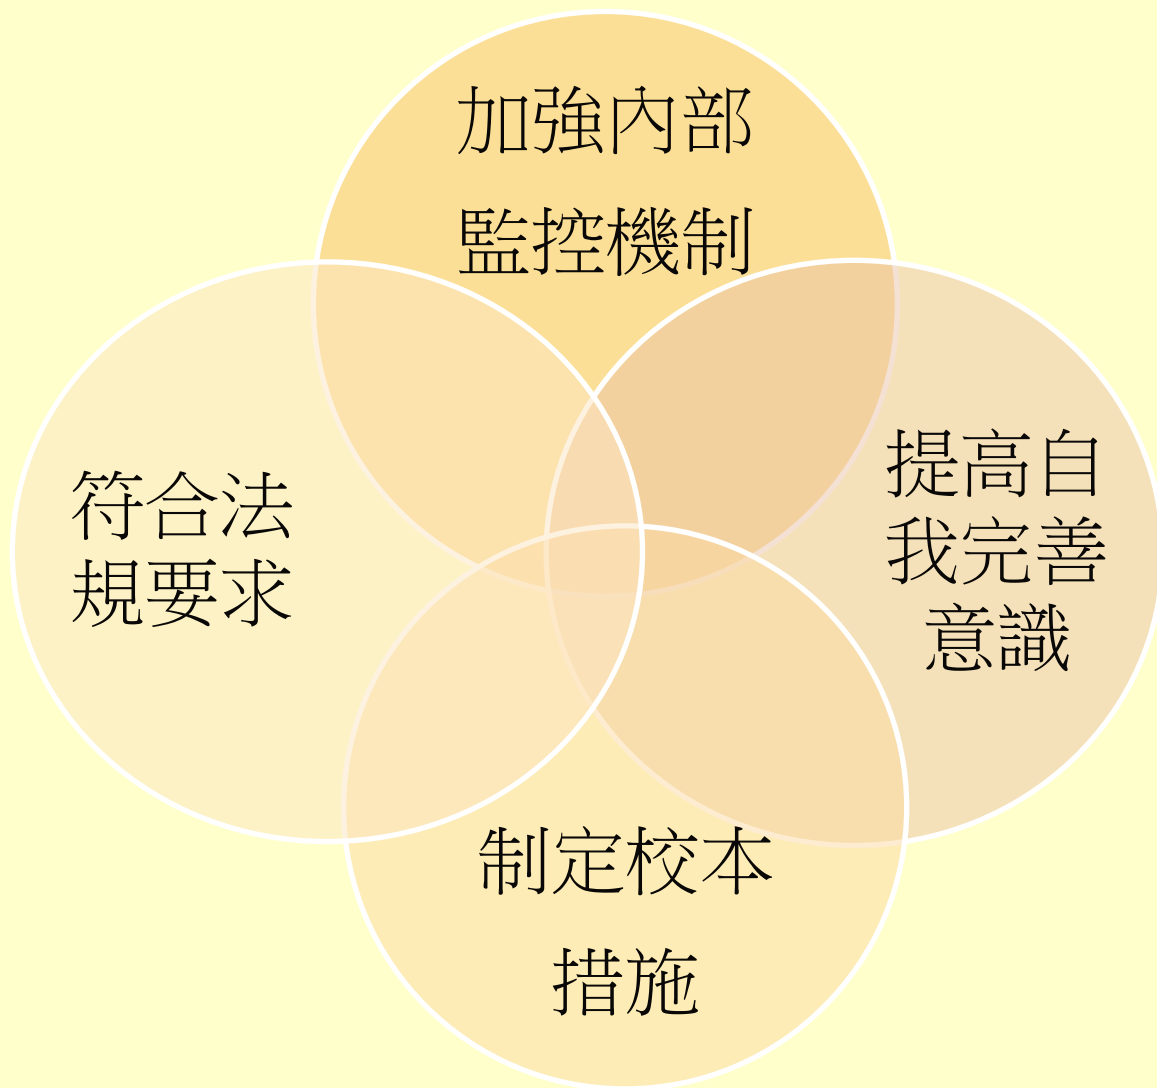 加強內部
監控機制
符合法
規要求
提高自
我完善
意識
制定校本
措施